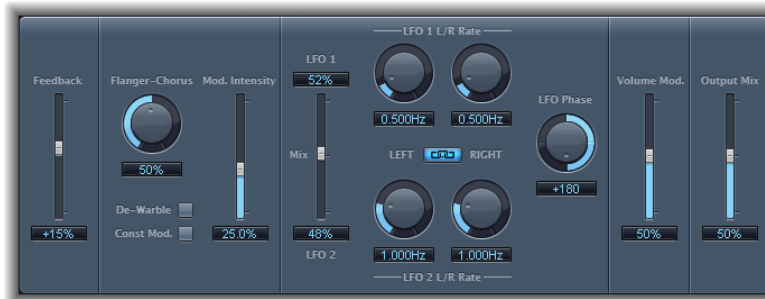 LFO 1 L/R Rate
LFO 1
Feedback
Flanger-Chorus
Mod. Intensity
52%
Volume Mod.
Output Mix
LFO Phase
0.500Hz
0.500Hz
Mix
LEFT
RIGHT
50%
+180
De-Warble
Const Mod.
+15%
25.0%
48%
50%
50%
LFO 2
1.000Hz
1.000Hz
LFO 2 L/R Rate